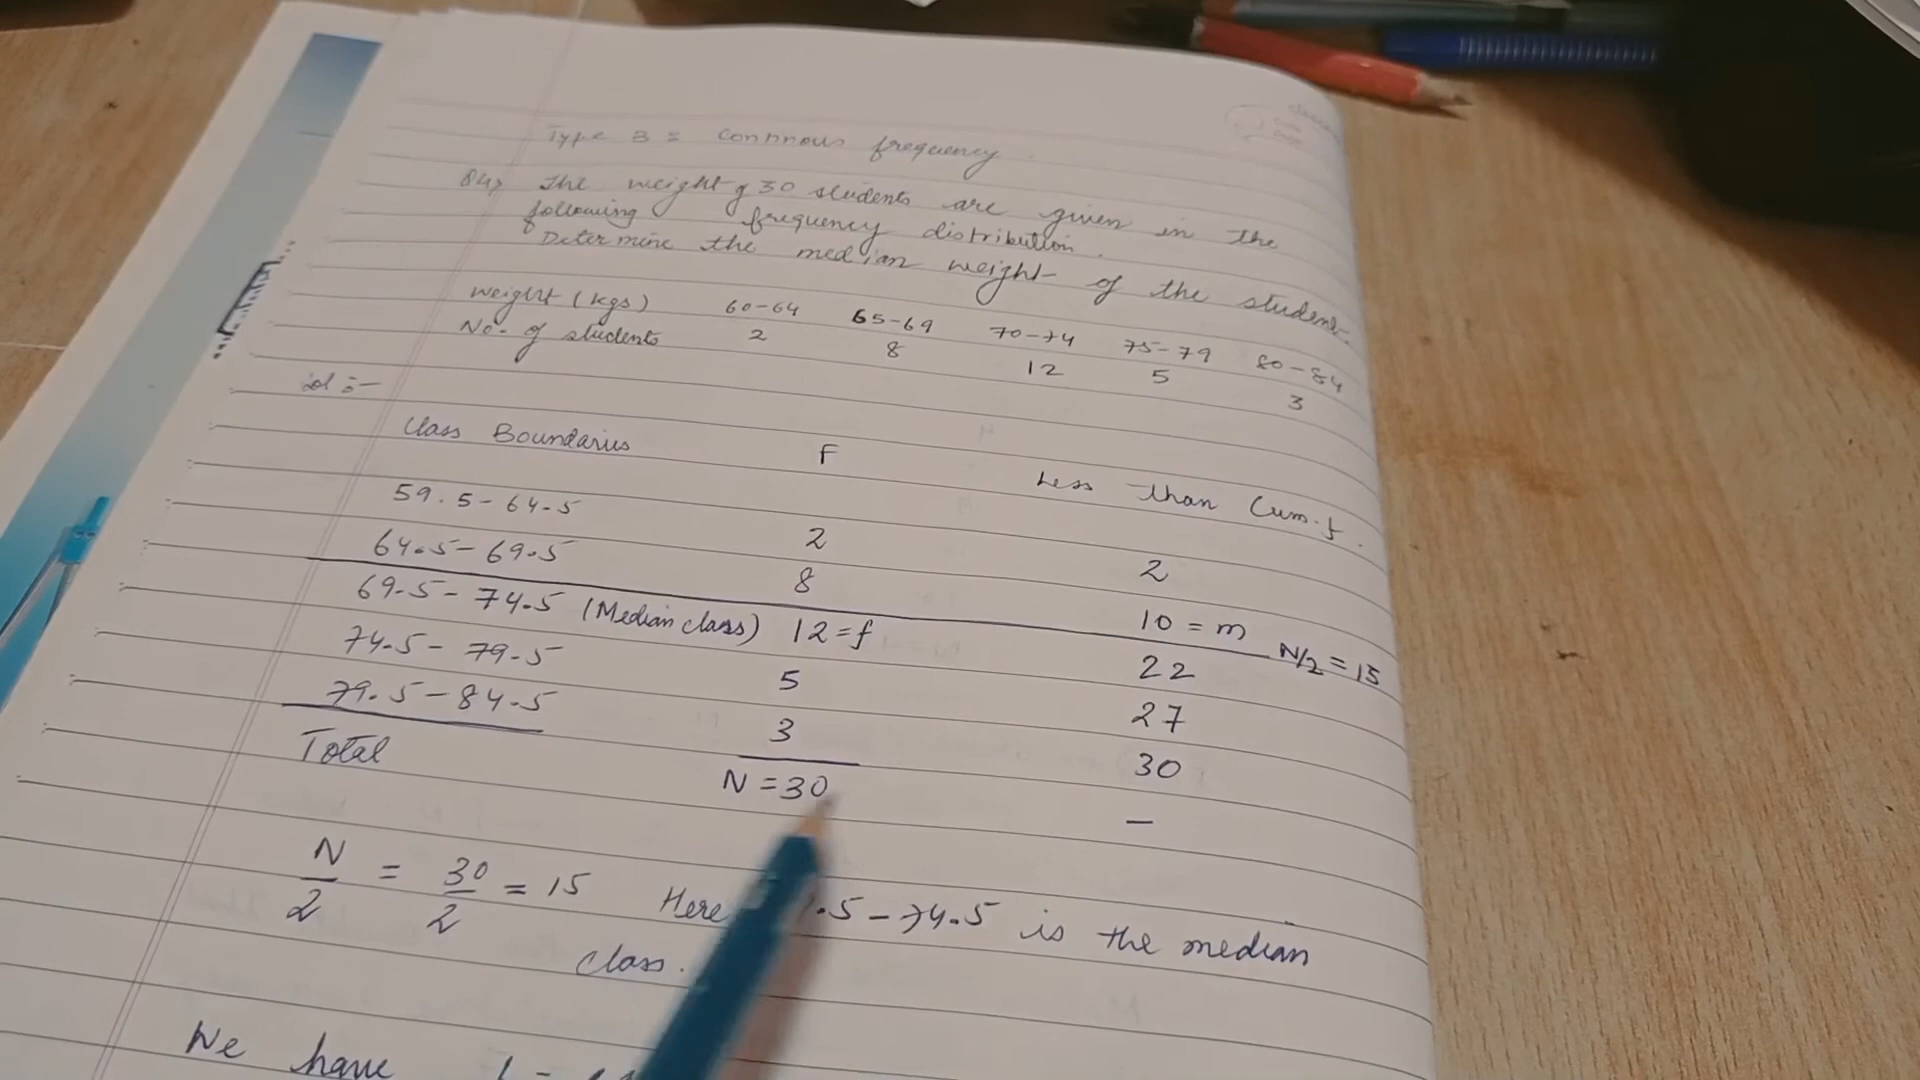 Type 3 = Continous frequency
Q4> The weight of 30 students are given in the
following frequency distribution.
Determine the median weight of the student.
Weight (kgs) 60-64 65-69 70-74 75-79 80-84
No. of students 2 8 12 5 3
Sol :-
Class Boundaries F Less than Cum.f.
59.5-64.5 2 2
64.5-69.5 8 10 = m
69.5-74.5 (Median class) 12=f 22 N/2 = 15
74.5-79.5 5 27
79.5-84.5 3 30
Total N = 30 —
N/2 = 30/2 = 15 Here .5-74.5 is the median
class.
We have